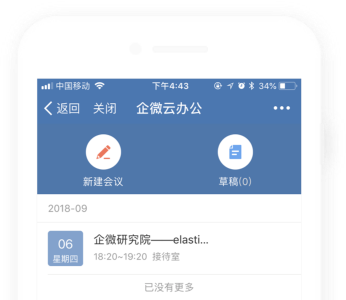 中国移动 下午4:43 34%
返回 关闭 企微云办公
新建会议 草稿(0)
2018-09
06 企微研究院——elasti...
星期四 18:20~19:20 接待室
已没有更多